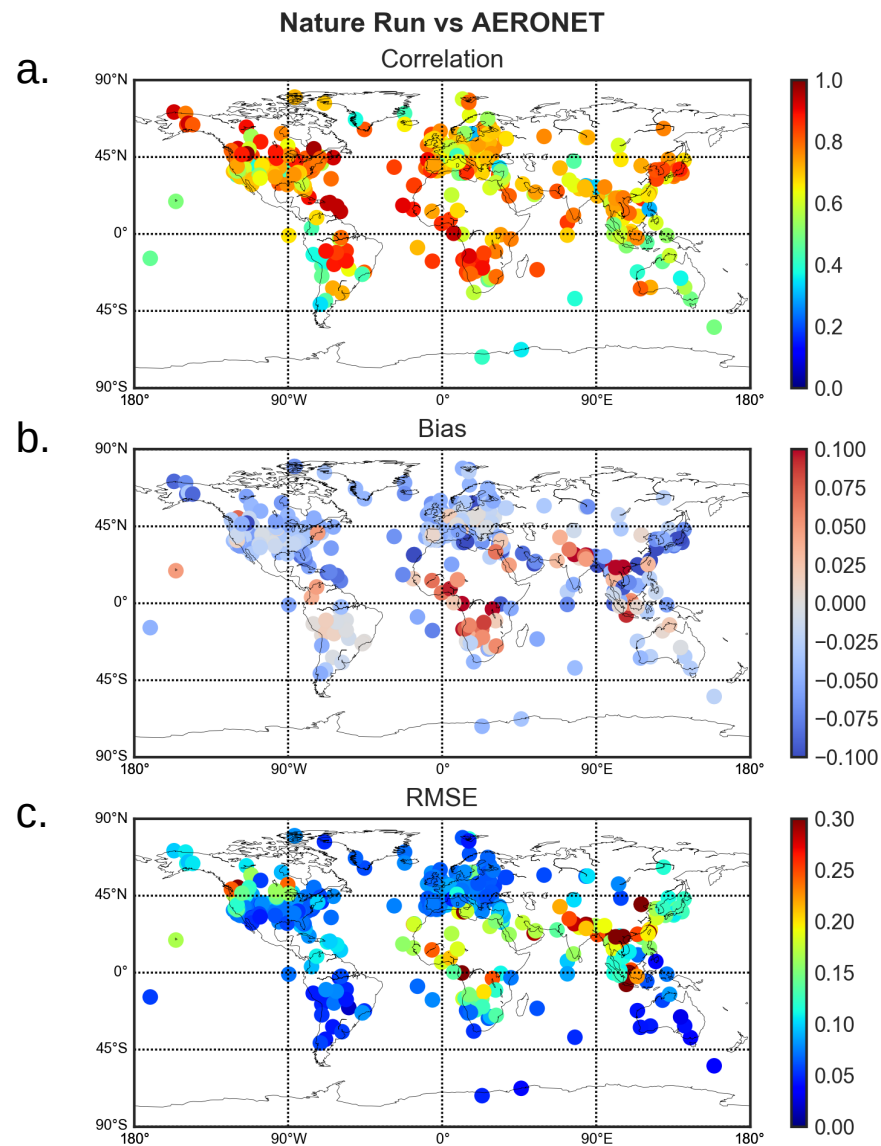 Nature Run vs AERONET
a.
Correlation
90°N
45°N
0°
45°S
90°S
180°
90°W
0°
90°E
180°
1.0
0.8
0.6
0.4
0.2
0.0
b.
Bias
90°N
45°N
0°
45°S
90°S
180°
90°W
0°
90°E
180°
0.100
0.075
0.050
0.025
0.000
−0.025
−0.050
−0.075
−0.100
c.
RMSE
90°N
45°N
0°
45°S
90°S
180°
90°W
0°
90°E
180°
0.30
0.25
0.20
0.15
0.10
0.05
0.00